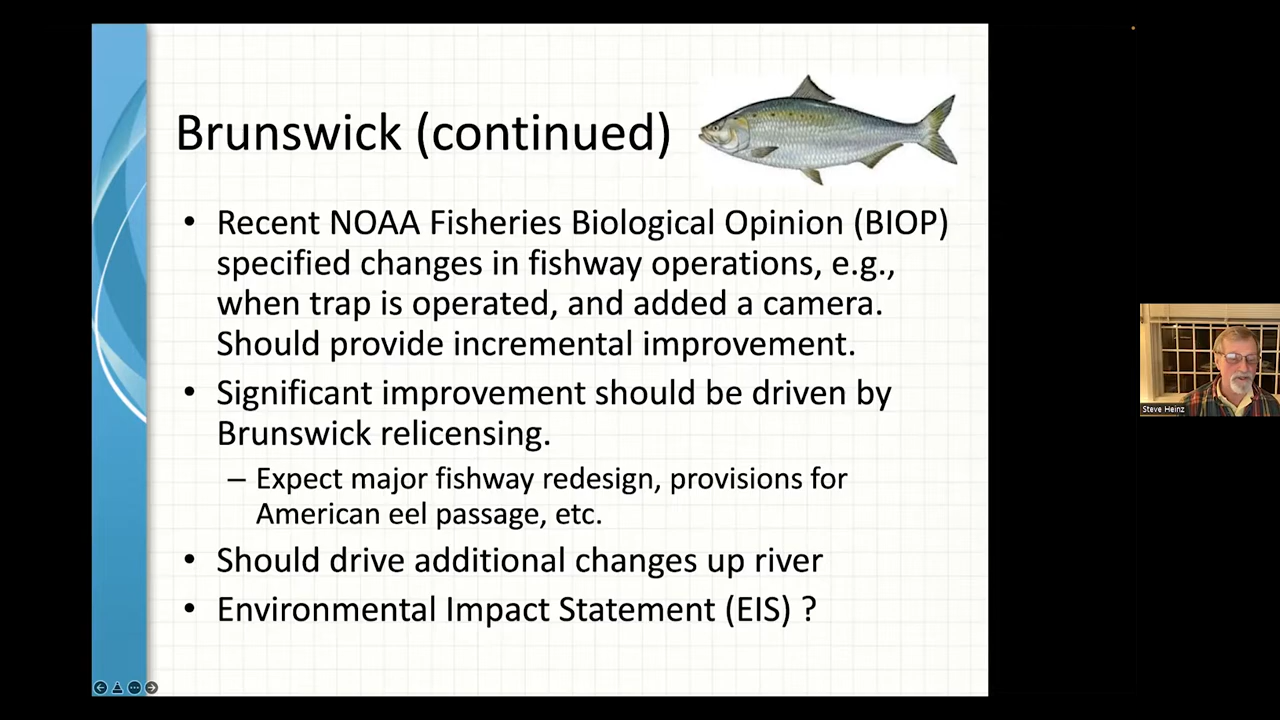 Brunswick (continued)
• Recent NOAA Fisheries Biological Opinion (BIOP)
specified changes in fishway operations, e.g.,
when trap is operated, and added a camera.
Should provide incremental improvement.
• Significant improvement should be driven by
Brunswick relicensing.
– Expect major fishway redesign, provisions for
American eel passage, etc.
• Should drive additional changes up river
• Environmental Impact Statement (EIS) ?
Steve Heinz